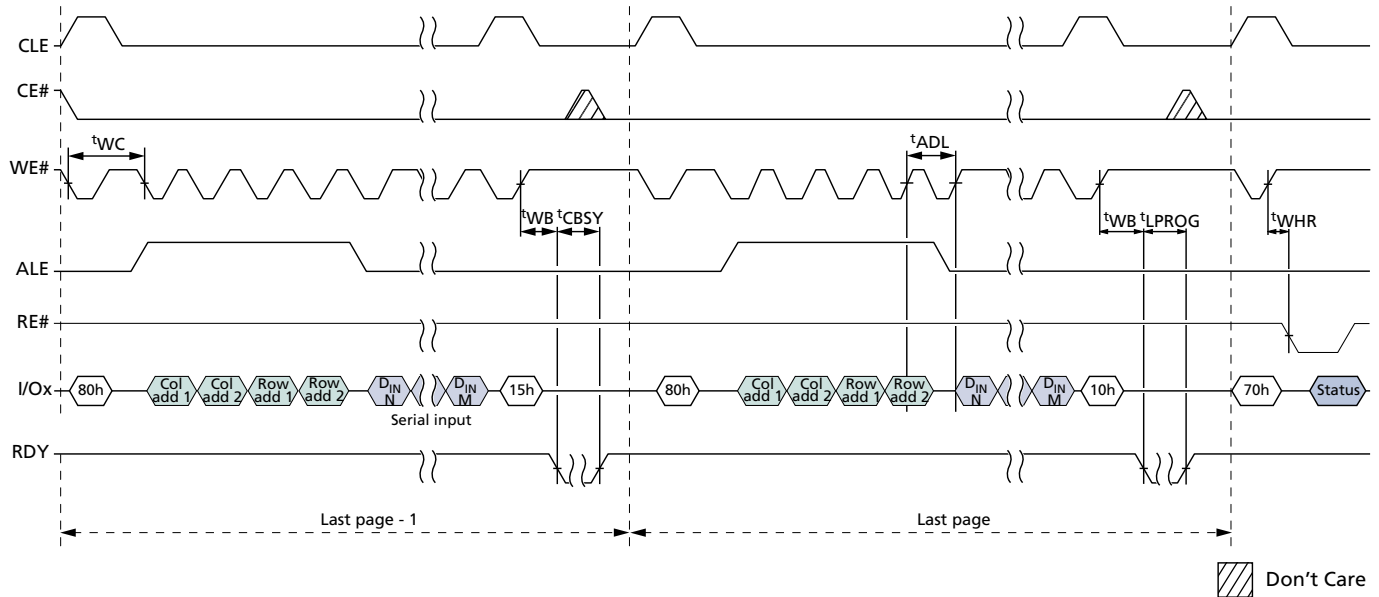 CLE
CE#
tWC
tADL
WE#
tWB tCBSY
tWB tLPROG
tWHR
ALE
RE#
I/Ox
80h
Col add 1
Col add 2
Row add 1
Row add 2
DIN N
DIN M
15h
80h
Col add 1
Col add 2
Row add 1
Row add 2
DIN N
DIN M
10h
70h
Status
Serial input
RDY
Last page - 1
Last page
Don't Care